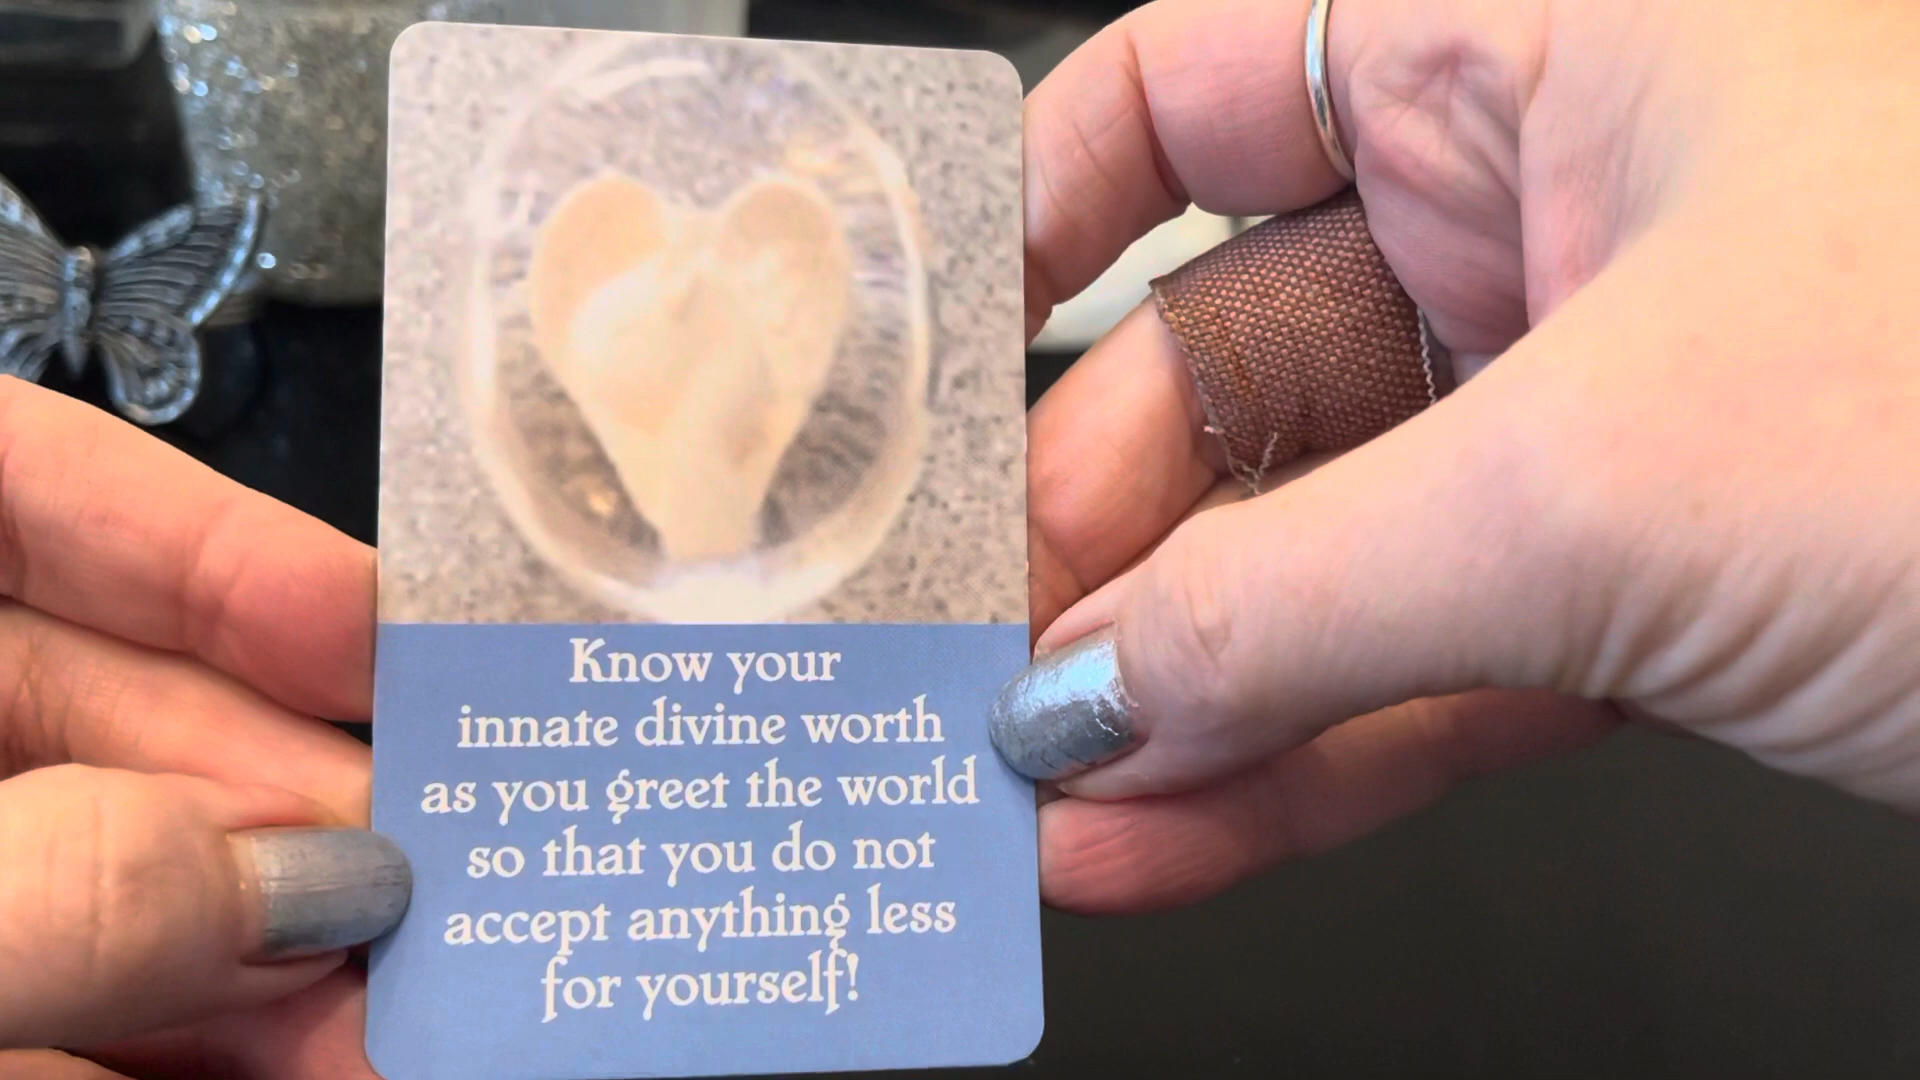 Know your
innate divine worth
as you greet the world
so that you do not
accept anything less
for yourself!